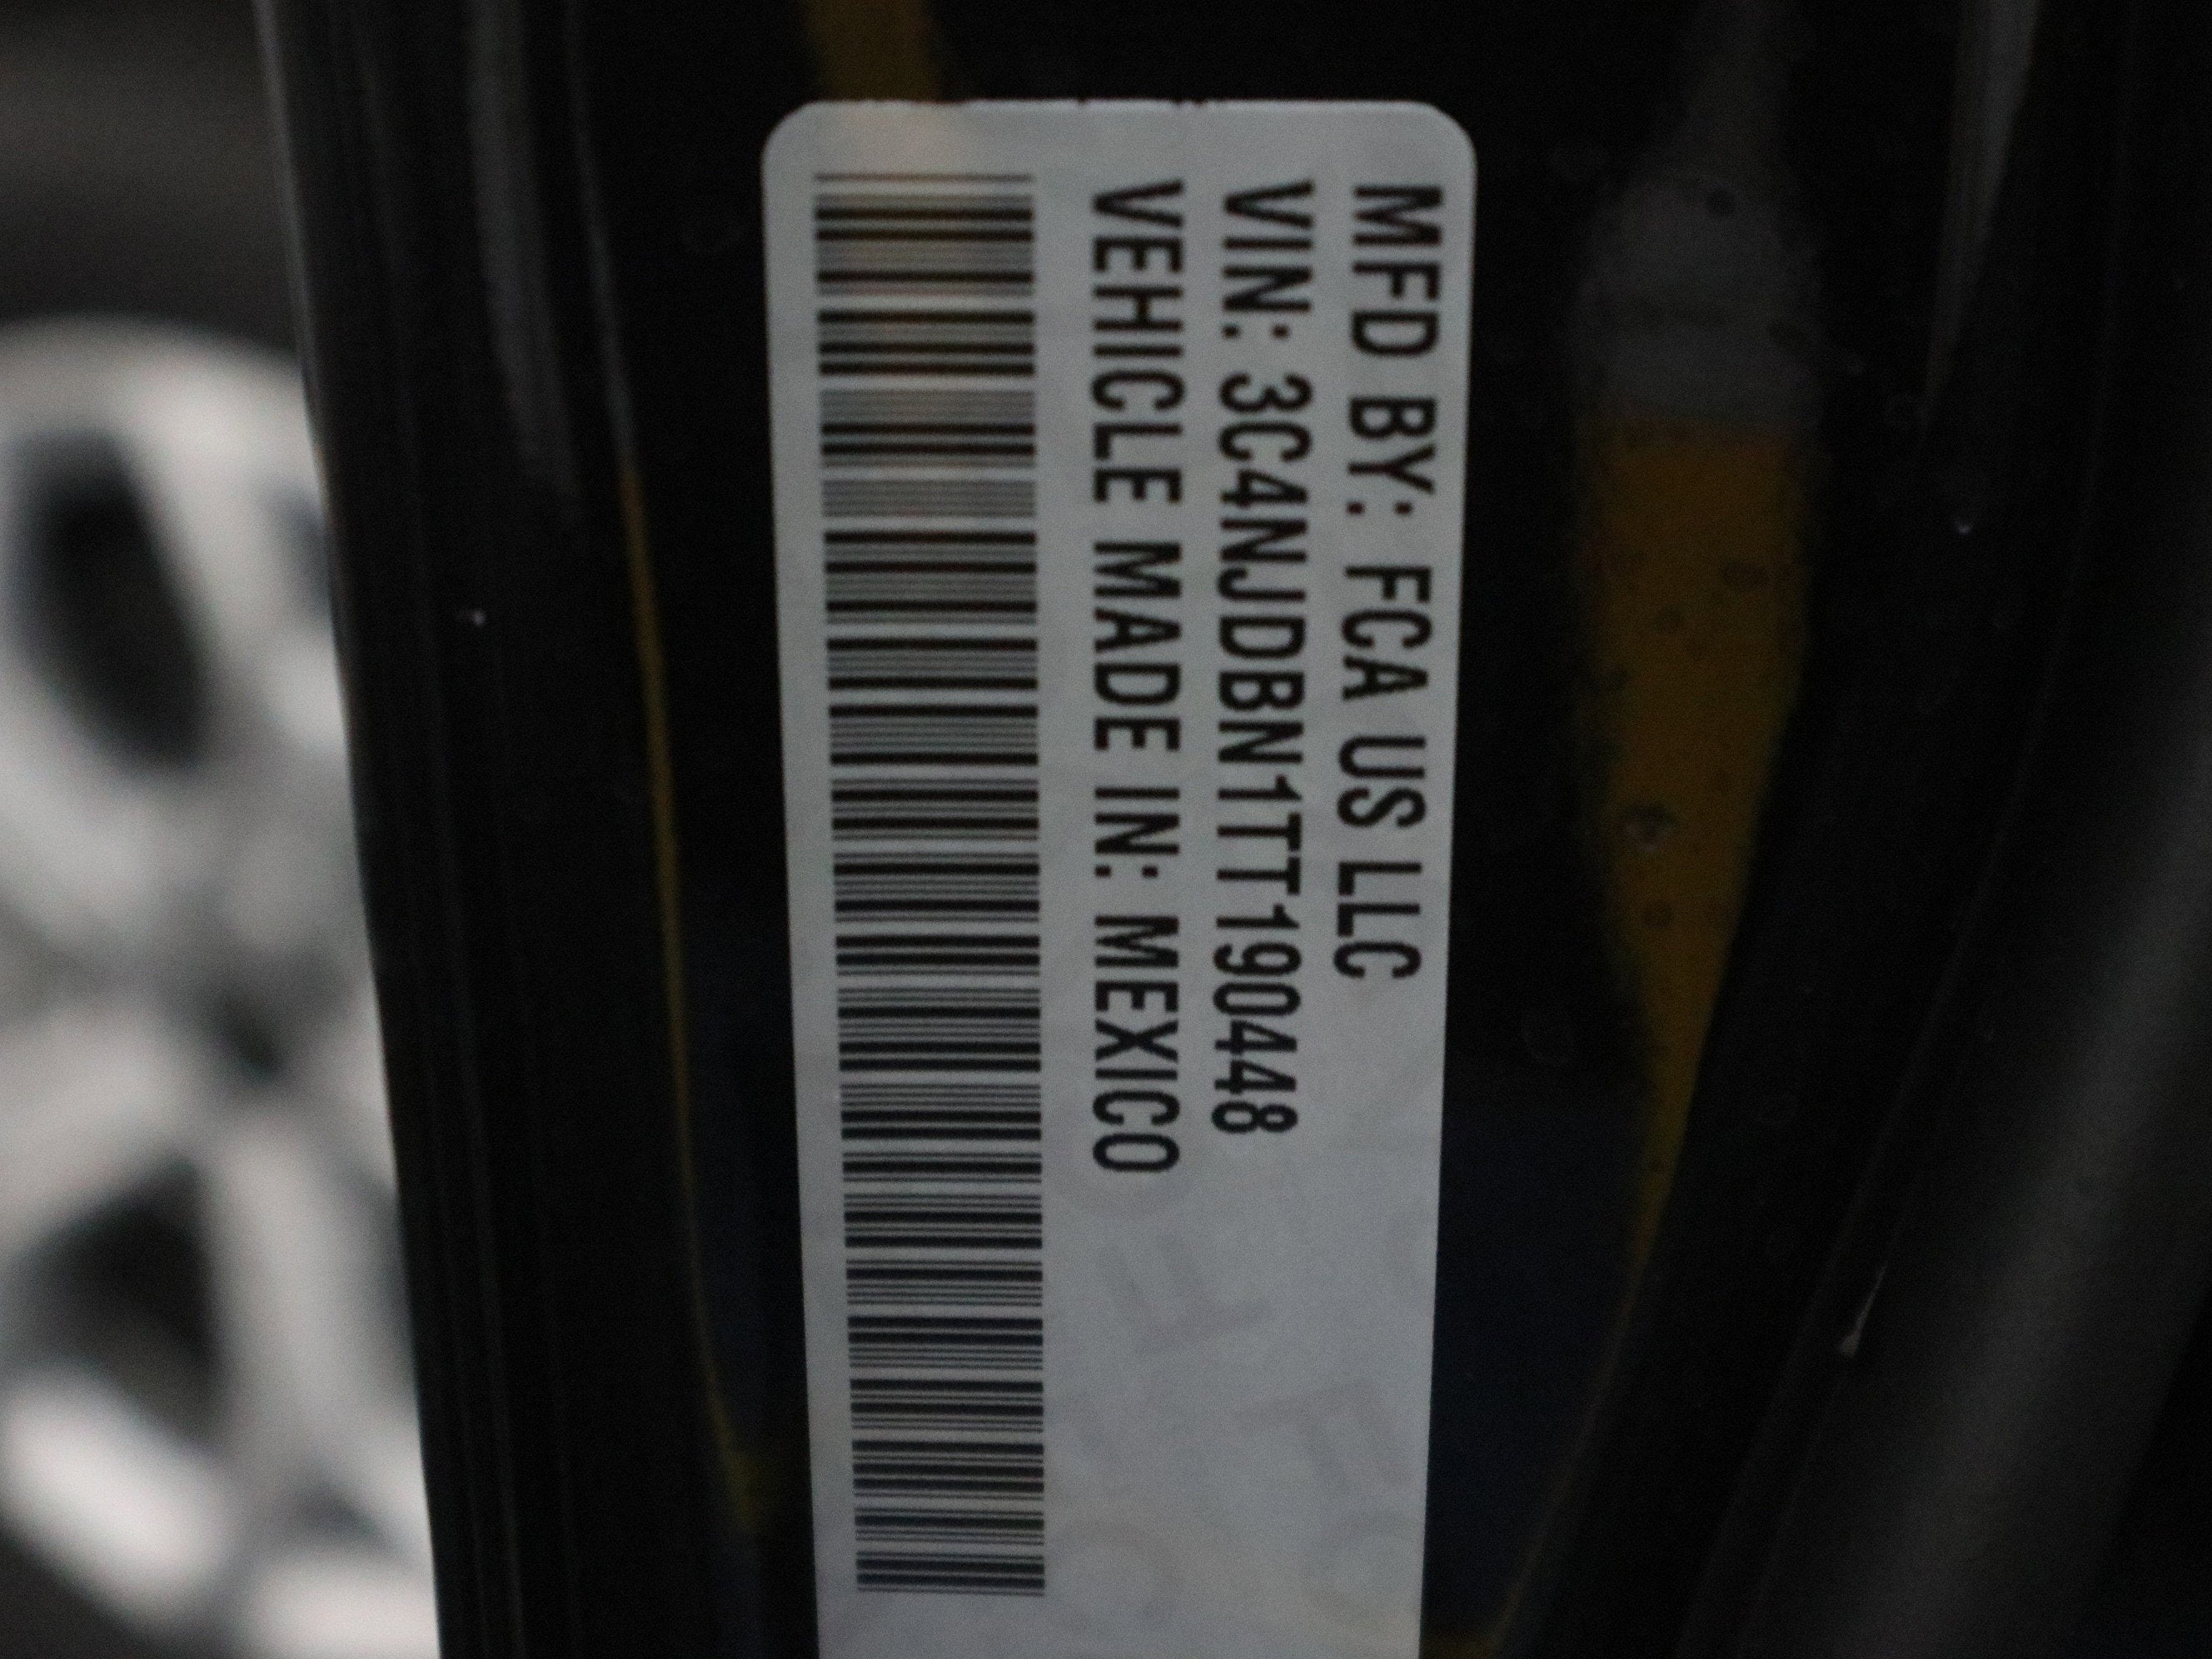 MFD BY: FCA US LLC
VIN: 3C4NJDBN1TT190448
VEHICLE MADE IN: MEXICO